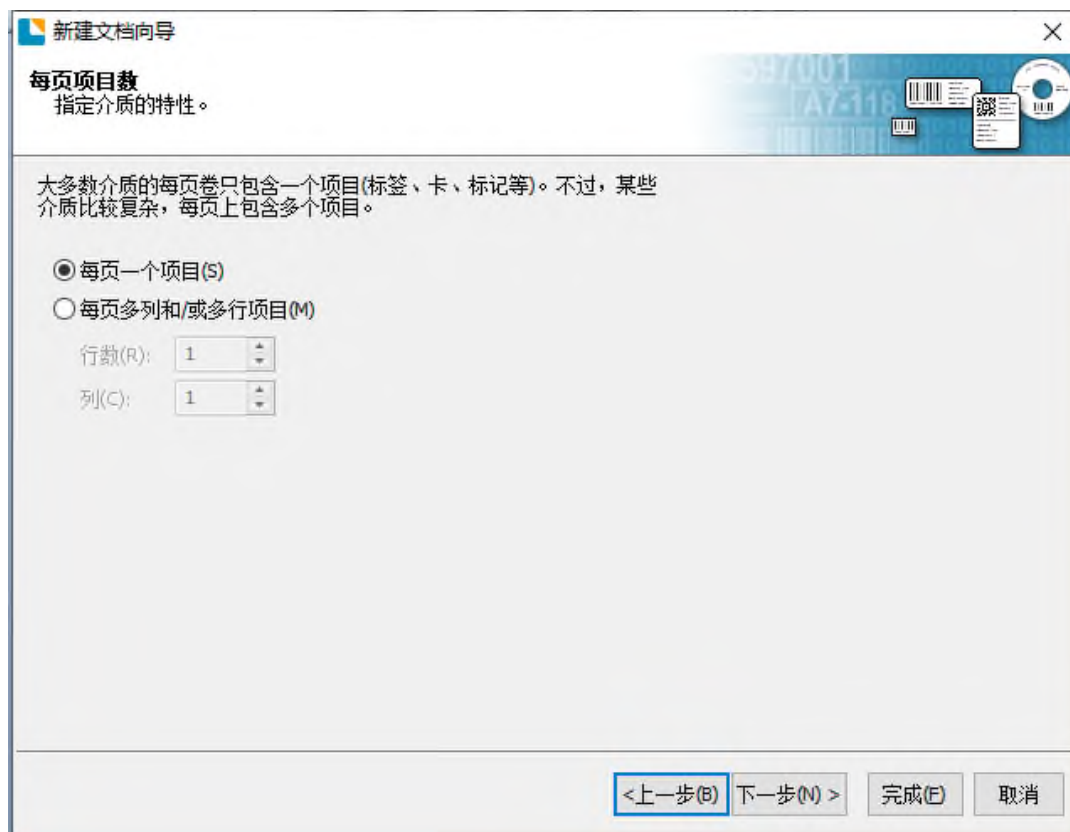 新建文档向导
每页项目数
指定介质的特性。
597001
A7-118
大多数介质的每页卷只包含一个项目(标签、卡、标记等)。不过，某些
介质比较复杂，每页上包含多个项目。
每页一个项目(S)
每页多列和/或多行项目(M)
行数(R): 1
列(C): 1
<上一步(B) 下一步(N) > 完成(F) 取消